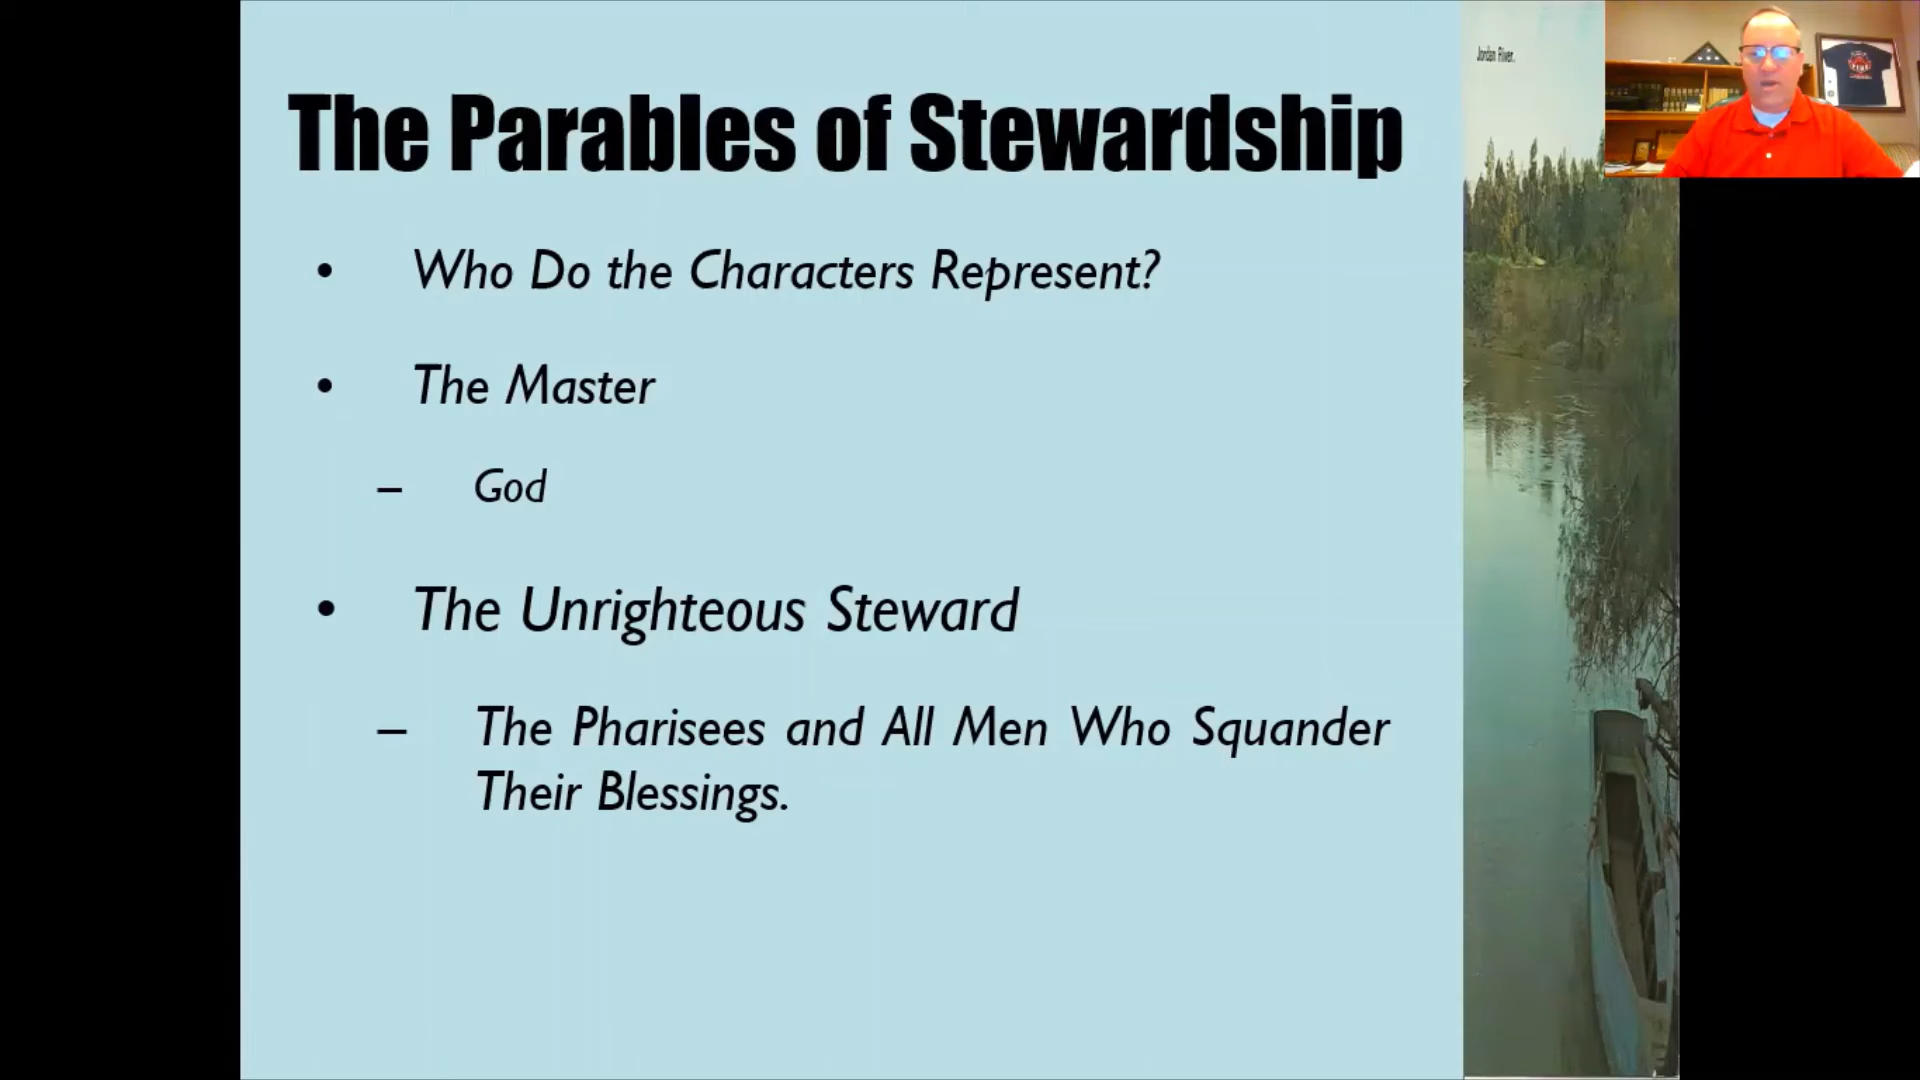 The Parables of Stewardship
Jordan River.
• Who Do the Characters Represent?
• The Master
– God
• The Unrighteous Steward
– The Pharisees and All Men Who Squander
Their Blessings.